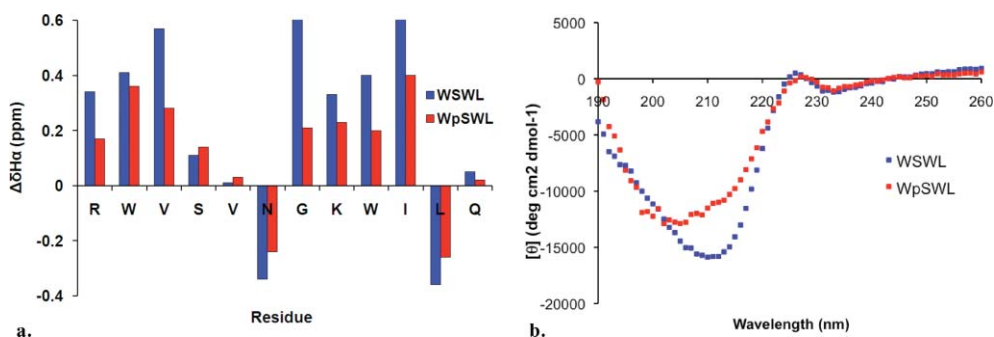 0.6
0.4
0.2
0
-0.2
-0.4
ΔδHα (ppm)
R W V S V N G K W I L Q
Residue
WSWL
WpSWL
a.
5000
0
-5000
-10000
-15000
-20000
[θ] (deg cm2 dmol-1)
190 200 210 220 230 240 250 260
Wavelength (nm)
WSWL
WpSWL
b.